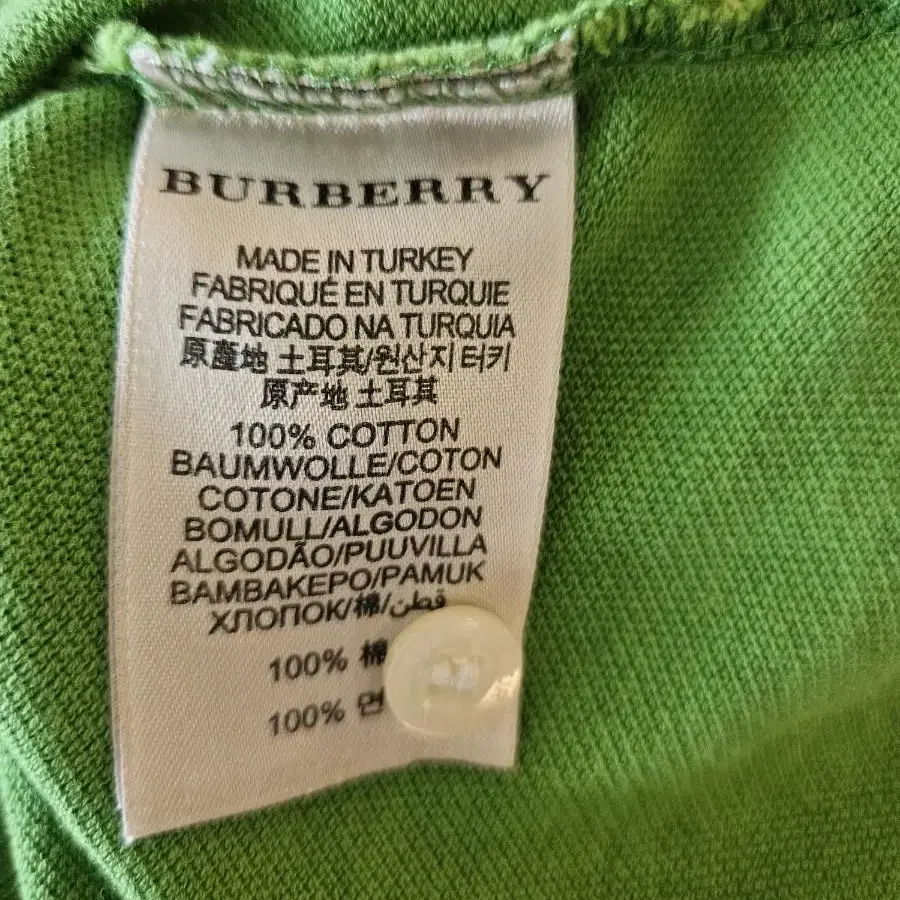 BURBERRY
MADE IN TURKEY
FABRIQUÉ EN TURQUIE
FABRICADO NA TURQUIA
原產地 土耳其/원산지 터키
原产地 土耳其
100% COTTON
BAUMWOLLE/COTON
COTONE/KATOEN
BOMULL/ALGODON
ALGODÃO/PUUVILLA
BAMBAKEPO/PAMUK
ХЛОПОК/棉/قطن
100% 棉
100% 면